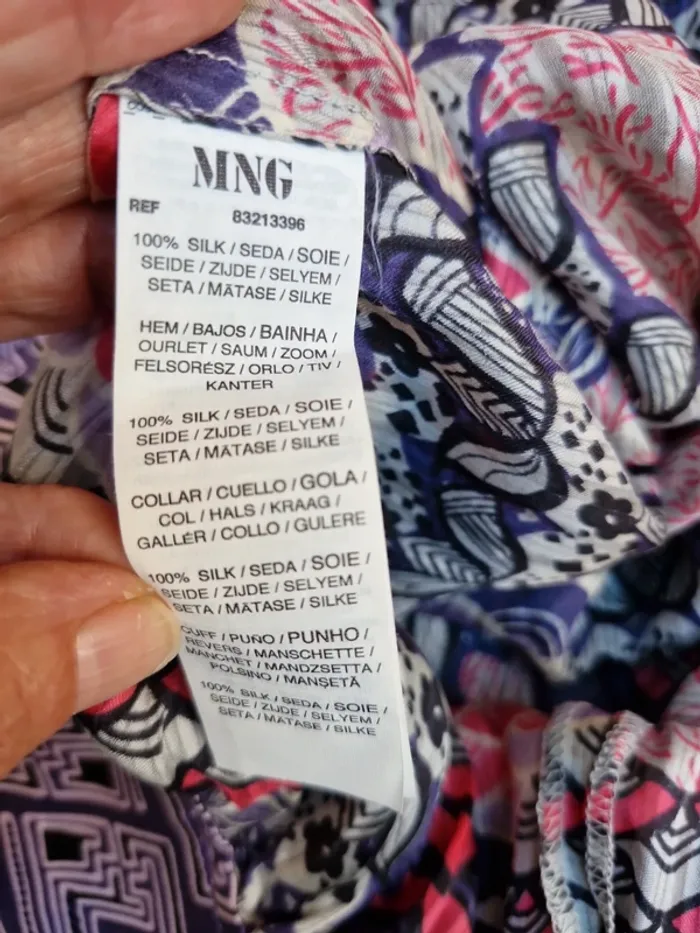 MNG
REF 83213396
100% SILK / SEDA / SOIE /
SEIDE / ZIJDE / SELYEM /
SETA / MĂTASE / SILKE
HEM / BAJOS / BAINHA /
OURLET / SAUM / ZOOM /
FELSORÉSZ / ORLO / TIV /
KANTER
100% SILK / SEDA / SOIE /
SEIDE / ZIJDE / SELYEM /
SETA / MĂTASE / SILKE
COLLAR / CUELLO / GOLA /
COL / HALS / KRAAG /
GALLÉR / COLLO / GULERE
100% SILK / SEDA / SOIE /
SEIDE / ZIJDE / SELYEM /
SETA / MĂTASE / SILKE
CUFF / PUÑO / PUNHO /
REVERS / MANSCHETTE /
MANCHET / MANDZSETTA /
POLSINO / MANȘETĂ
100% SILK / SEDA / SOIE /
SEIDE / ZIJDE / SELYEM /
SETA / MĂTASE / SILKE